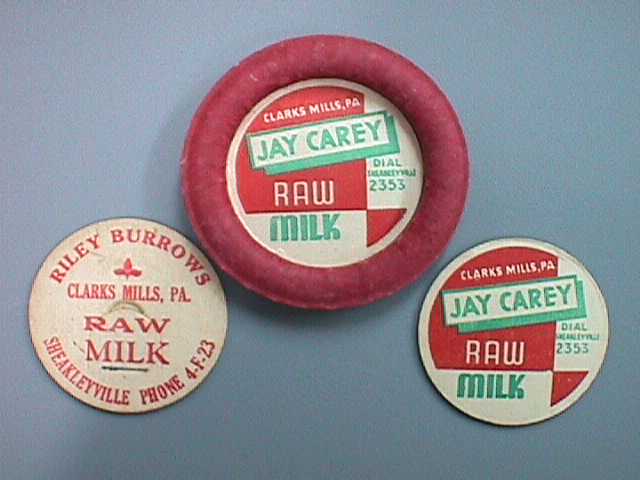 CLARKS MILLS, PA
JAY CAREY
DIAL
SHEAKLEYVILLE
2353
RAW
MILK
RILEY BURROWS
CLARKS MILLS, PA.
RAW
MILK
SHEAKLEYVILLE PHONE 4-F-23
CLARKS MILLS, PA
JAY CAREY
DIAL
SHEAKLEYVILLE
2353
RAW
MILK